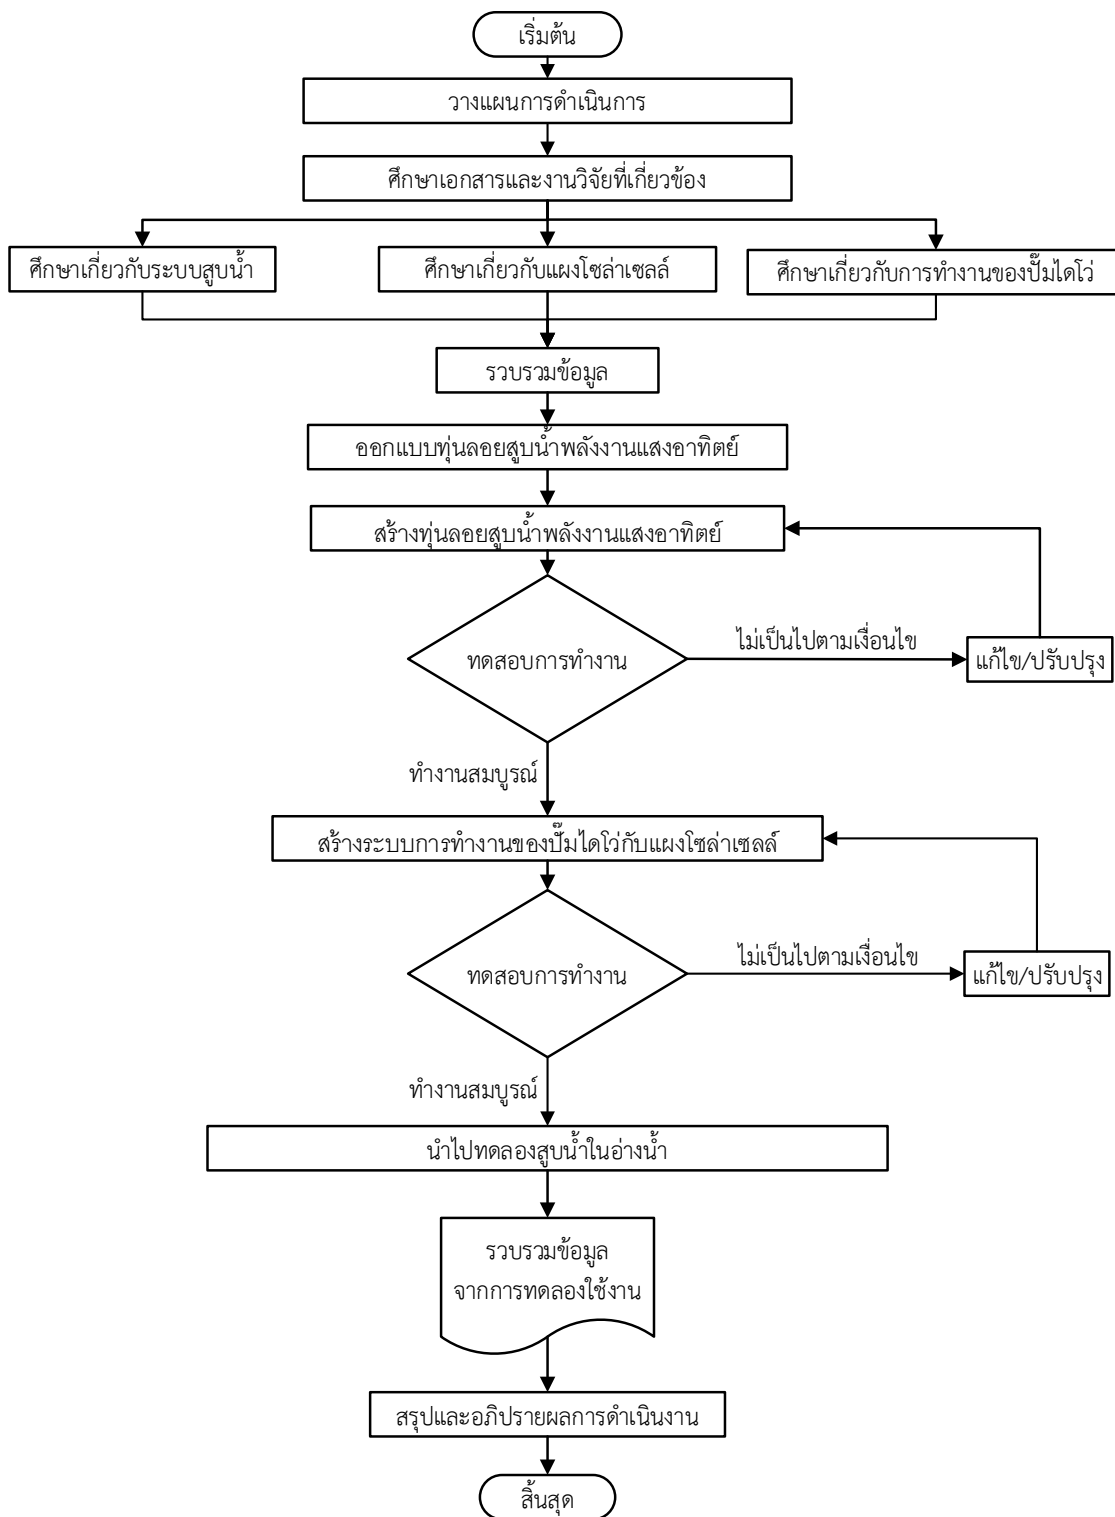 เริ่มต้น
วางแผนการดำเนินการ
ศึกษาเอกสารและงานวิจัยที่เกี่ยวข้อง
ศึกษาเกี่ยวกับระบบสูบน้ำ
ศึกษาเกี่ยวกับแผงโซล่าเซลล์
ศึกษาเกี่ยวกับการทำงานของปั๊มไดโว่
รวบรวมข้อมูล
ออกแบบทุ่นลอยสูบน้ำพลังงานแสงอาทิตย์
สร้างทุ่นลอยสูบน้ำพลังงานแสงอาทิตย์
ทดสอบการทำงาน
ไม่เป็นไปตามเงื่อนไข
แก้ไข/ปรับปรุง
ทำงานสมบูรณ์
สร้างระบบการทำงานของปั๊มไดโว่กับแผงโซล่าเซลล์
ทดสอบการทำงาน
ไม่เป็นไปตามเงื่อนไข
แก้ไข/ปรับปรุง
ทำงานสมบูรณ์
นำไปทดลองสูบน้ำในอ่างน้ำ
รวบรวมข้อมูล
จากการทดลองใช้งาน
สรุปและอภิปรายผลการดำเนินงาน
สิ้นสุด